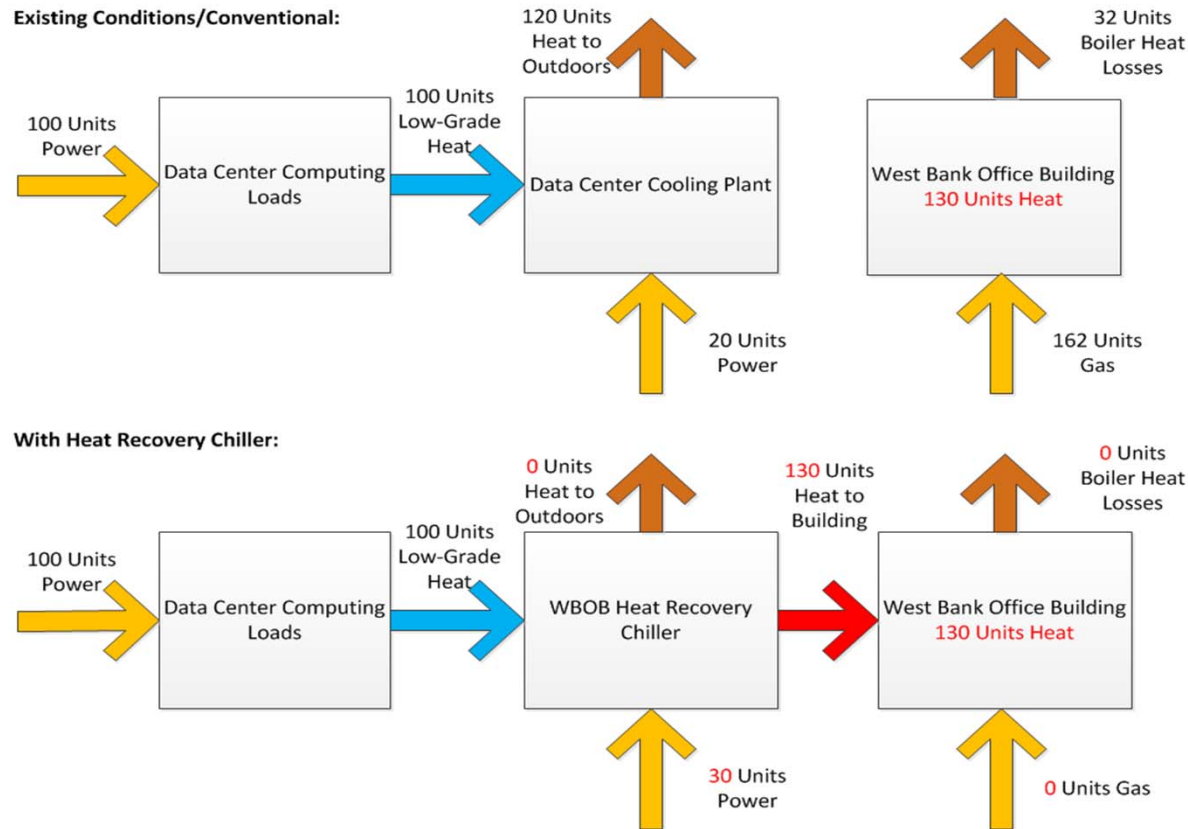 Existing Conditions/Conventional:
120 Units
Heat to
Outdoors
32 Units
Boiler Heat
Losses
100 Units
Power
100 Units
Low-Grade
Heat
Data Center Computing
Loads
Data Center Cooling Plant
West Bank Office Building
130 Units Heat
20 Units
Power
162 Units
Gas
With Heat Recovery Chiller:
0 Units
Heat to
Outdoors
130 Units
Heat to
Building
0 Units
Boiler Heat
Losses
100 Units
Power
100 Units
Low-Grade
Heat
Data Center Computing
Loads
WBOB Heat Recovery
Chiller
West Bank Office Building
130 Units Heat
30 Units
Power
0 Units Gas